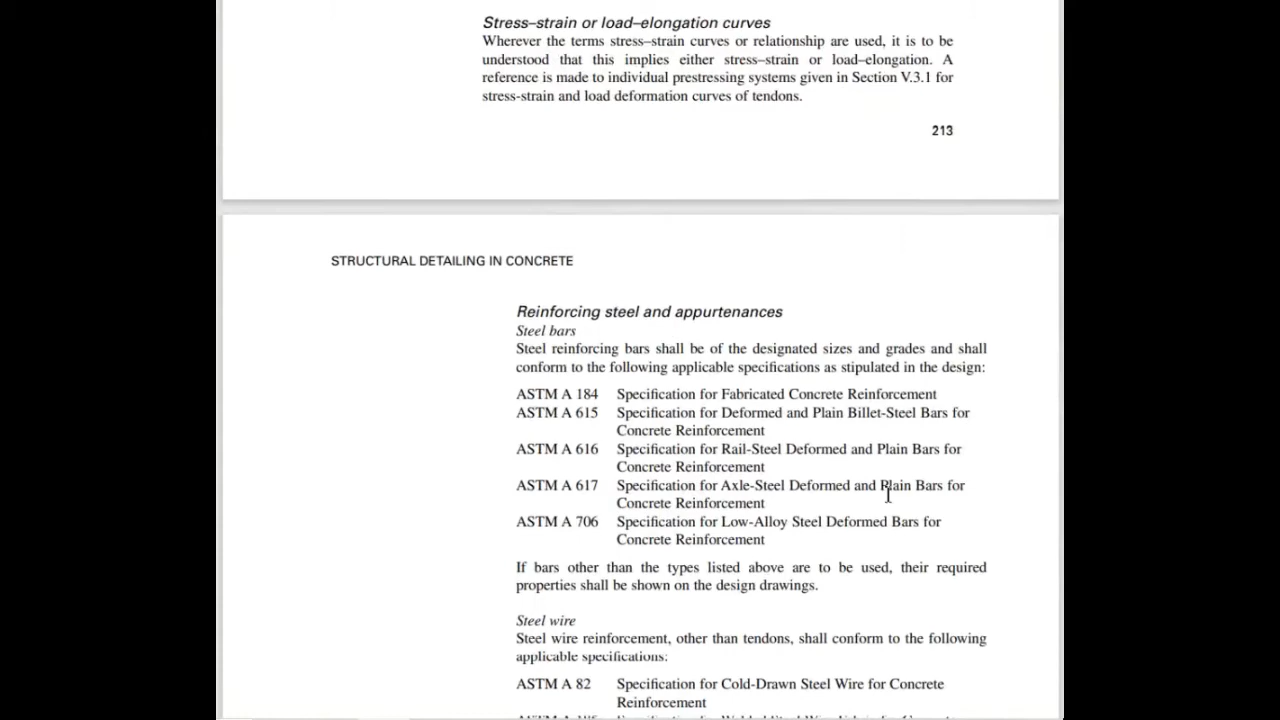 Stress–strain or load–elongation curves
Wherever the terms stress–strain curves or relationship are used, it is to be
understood that this implies either stress–strain or load–elongation. A
reference is made to individual prestressing systems given in Section V.3.1 for
stress-strain and load deformation curves of tendons.
213
STRUCTURAL DETAILING IN CONCRETE
Reinforcing steel and appurtenances
Steel bars
Steel reinforcing bars shall be of the designated sizes and grades and shall
conform to the following applicable specifications as stipulated in the design:
ASTM A 184 Specification for Fabricated Concrete Reinforcement
ASTM A 615 Specification for Deformed and Plain Billet-Steel Bars for
Concrete Reinforcement
ASTM A 616 Specification for Rail-Steel Deformed and Plain Bars for
Concrete Reinforcement
ASTM A 617 Specification for Axle-Steel Deformed and Plain Bars for
Concrete Reinforcement
ASTM A 706 Specification for Low-Alloy Steel Deformed Bars for
Concrete Reinforcement
If bars other than the types listed above are to be used, their required
properties shall be shown on the design drawings.
Steel wire
Steel wire reinforcement, other than tendons, shall conform to the following
applicable specifications:
ASTM A 82 Specification for Cold-Drawn Steel Wire for Concrete
Reinforcement